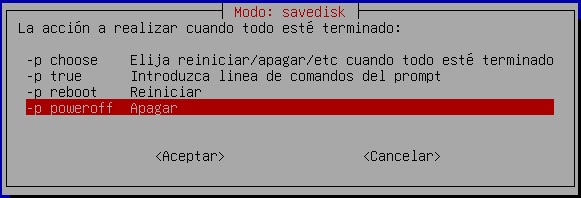 Modo: savedisk
La acción a realizar cuando todo esté terminado:
-p choose Elija reiniciar/apagar/etc cuando todo esté terminado
-p true Introduzca linea de comandos del prompt
-p reboot Reiniciar
-p poweroff Apagar
<Aceptar> <Cancelar>